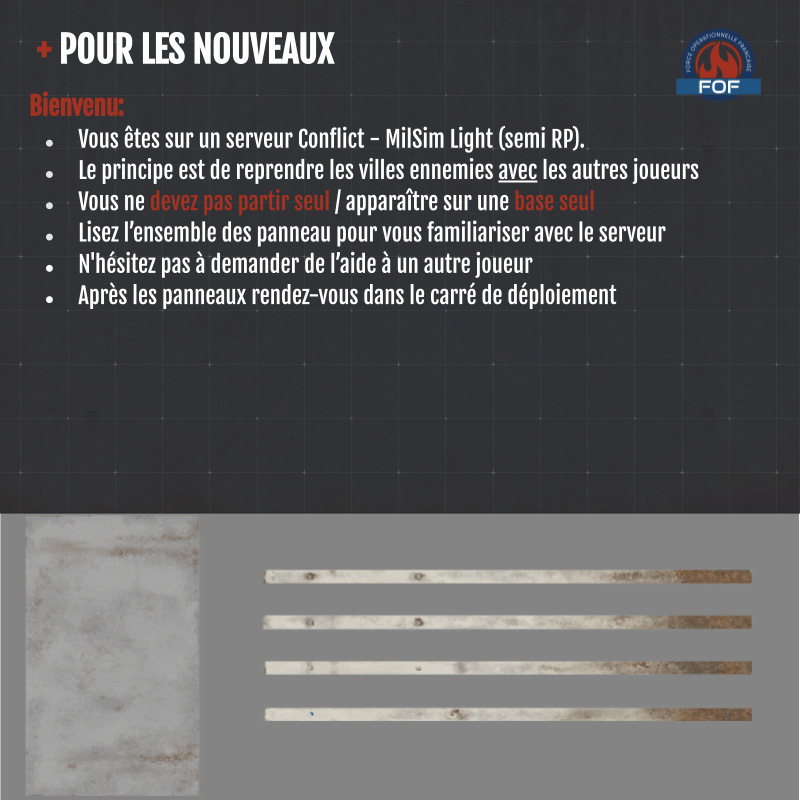 + POUR LES NOUVEAUX
FORCE OPERATIONNELLE FRANCAISE
FOF
Bienvenu:
• Vous êtes sur un serveur Conflict - MilSim Light (semi RP).
• Le principe est de reprendre les villes ennemies avec les autres joueurs
• Vous ne devez pas partir seul / apparaître sur une base seul
• Lisez l'ensemble des panneau pour vous familiariser avec le serveur
• N'hésitez pas à demander de l'aide à un autre joueur
• Après les panneaux rendez-vous dans le carré de déploiement